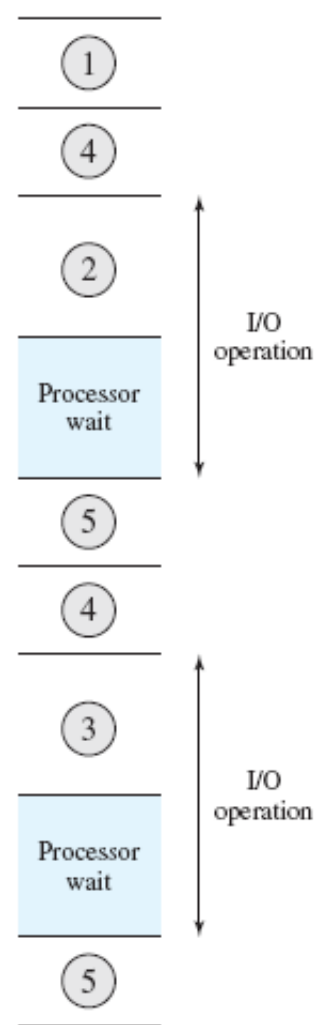 1
4
2
I/O
operation
Processor
wait
5
4
3
I/O
operation
Processor
wait
5